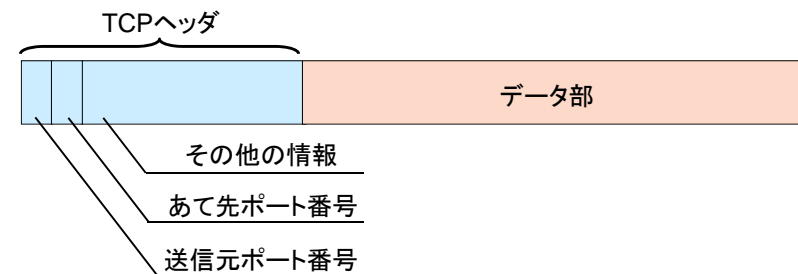 TCPヘッダ
データ部
その他の情報
あて先ポート番号
送信元ポート番号